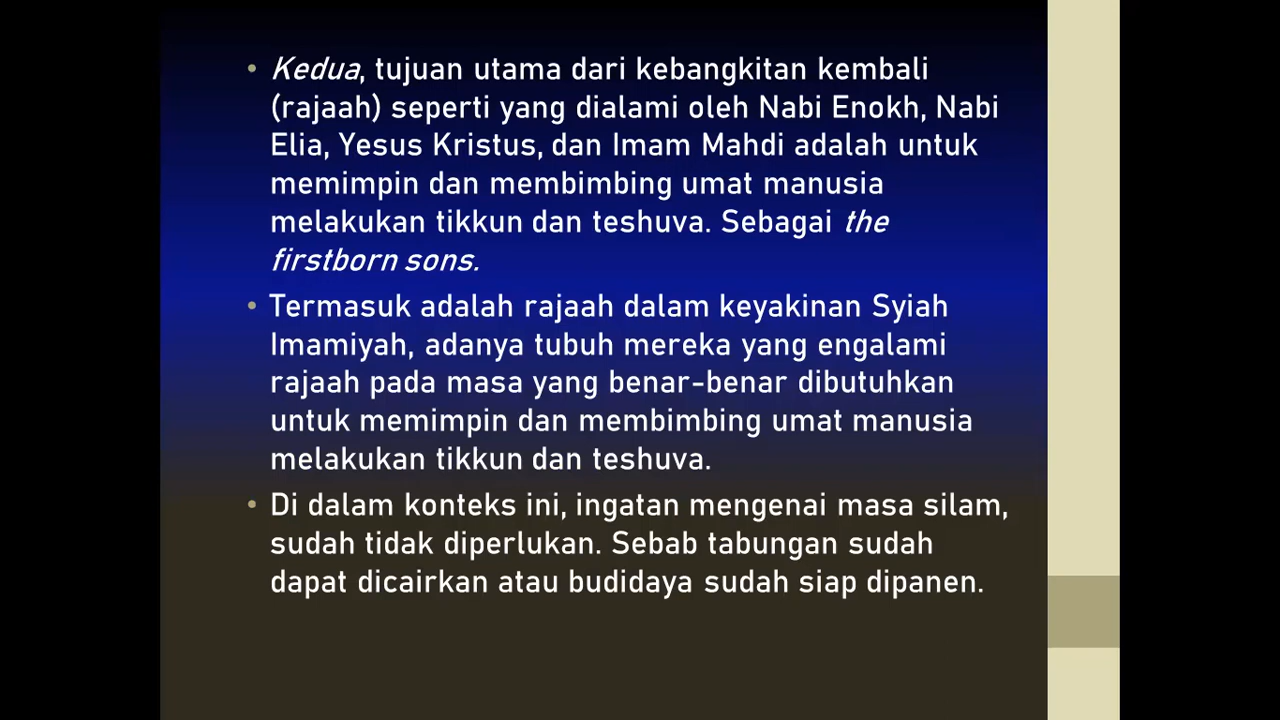 • Kedua, tujuan utama dari kebangkitan kembali
(rajaah) seperti yang dialami oleh Nabi Enokh, Nabi
Elia, Yesus Kristus, dan Imam Mahdi adalah untuk
memimpin dan membimbing umat manusia
melakukan tikkun dan teshuva. Sebagai the
firstborn sons.
• Termasuk adalah rajaah dalam keyakinan Syiah
Imamiyah, adanya tubuh mereka yang engalami
rajaah pada masa yang benar-benar dibutuhkan
untuk memimpin dan membimbing umat manusia
melakukan tikkun dan teshuva.
• Di dalam konteks ini, ingatan mengenai masa silam,
sudah tidak diperlukan. Sebab tabungan sudah
dapat dicairkan atau budidaya sudah siap dipanen.